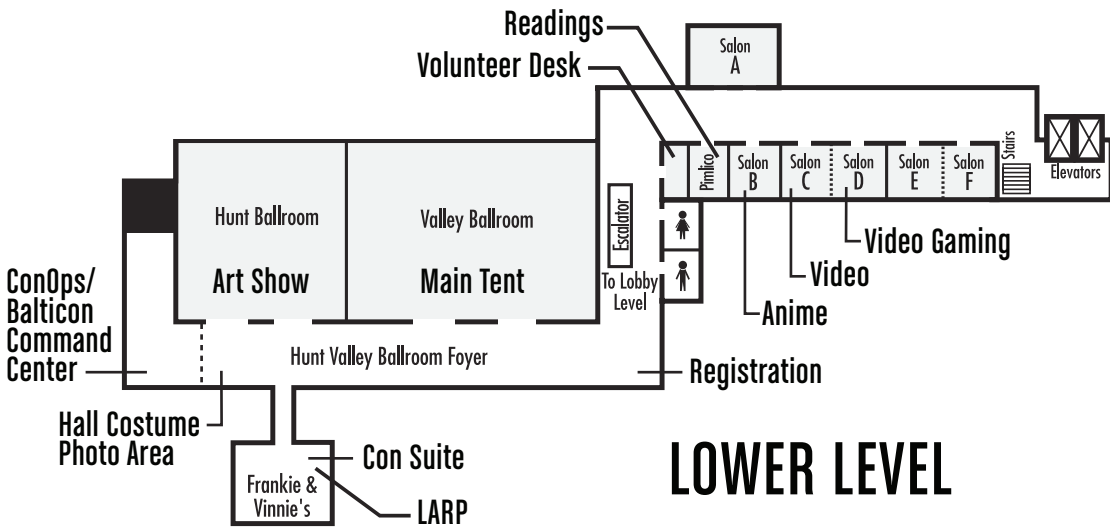 Readings
Volunteer Desk
Salon
A
Pimlico
Salon
B
Salon
C
Salon
D
Salon
E
Salon
F
Stairs
Elevators
Hunt Ballroom
Art Show
Valley Ballroom
Main Tent
Escalator
To Lobby
Level
Video Gaming
Video
Anime
ConOps/
Balticon
Command
Center
Hunt Valley Ballroom Foyer
Registration
Hall Costume
Photo Area
Con Suite
Frankie &
Vinnie's
LARP
LOWER LEVEL